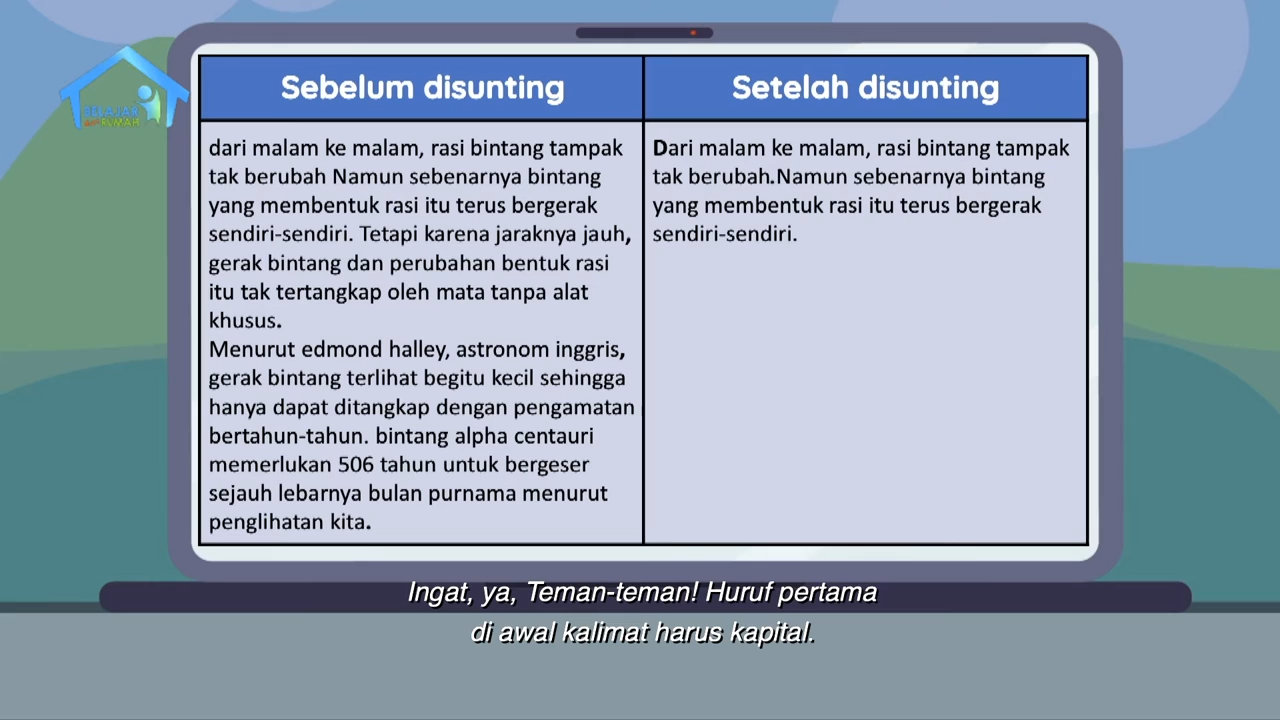 BELAJAR
DARI RUMAH
Sebelum disunting
dari malam ke malam, rasi bintang tampak
tak berubah Namun sebenarnya bintang
yang membentuk rasi itu terus bergerak
sendiri-sendiri. Tetapi karena jaraknya jauh,
gerak bintang dan perubahan bentuk rasi
itu tak tertangkap oleh mata tanpa alat
khusus.
Menurut edmond halley, astronom inggris,
gerak bintang terlihat begitu kecil sehingga
hanya dapat ditangkap dengan pengamatan
bertahun-tahun. bintang alpha centauri
memerlukan 506 tahun untuk bergeser
sejauh lebarnya bulan purnama menurut
penglihatan kita.
Setelah disunting
Dari malam ke malam, rasi bintang tampak
tak berubah.Namun sebenarnya bintang
yang membentuk rasi itu terus bergerak
sendiri-sendiri.
Ingat, ya, Teman-teman! Huruf pertama
di awal kalimat harus kapital.